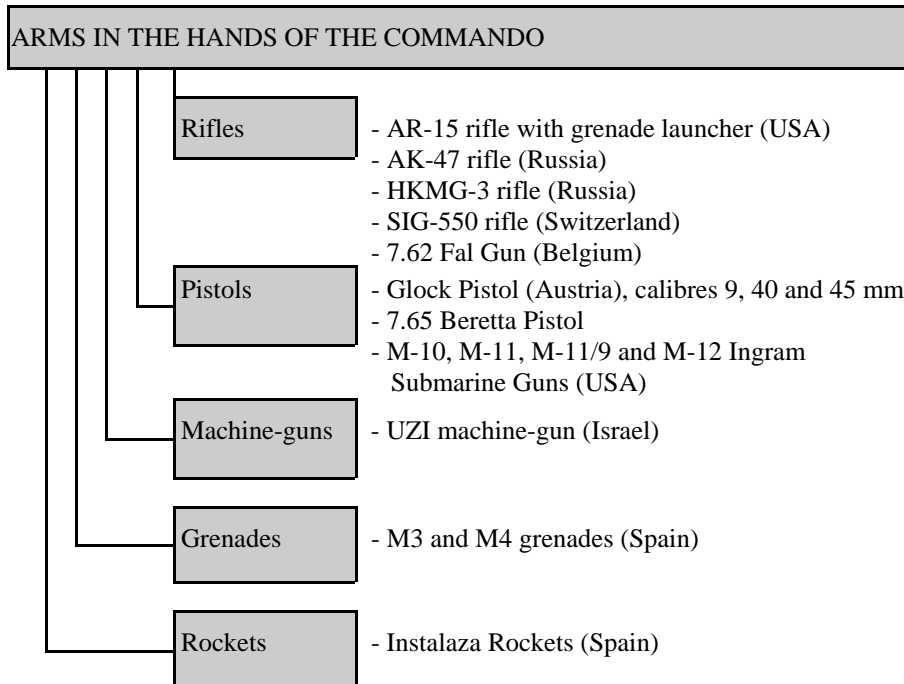 ARMS IN THE HANDS OF THE COMMANDO
Rifles
- AR-15 rifle with grenade launcher (USA)
- AK-47 rifle (Russia)
- HKMG-3 rifle (Russia)
- SIG-550 rifle (Switzerland)
- 7.62 Fal Gun (Belgium)
Pistols
- Glock Pistol (Austria), calibres 9, 40 and 45 mm
- 7.65 Beretta Pistol
- M-10, M-11, M-11/9 and M-12 Ingram
Submarine Guns (USA)
Machine-guns
- UZI machine-gun (Israel)
Grenades
- M3 and M4 grenades (Spain)
Rockets
- Instalaza Rockets (Spain)